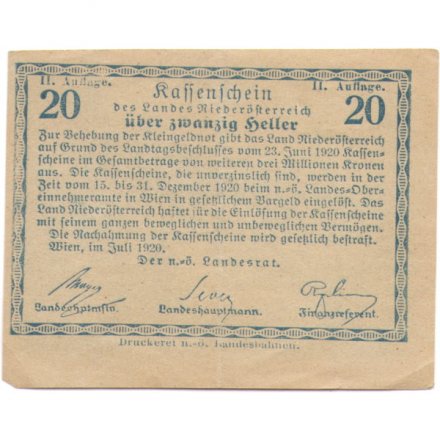 II. Auflage.
Kassenschein
II. Auflage.
20
des Landes Niederösterreich
20
über zwanzig Heller
Zur Behebung der Kleingeldnot gibt das Land Niederösterreich
auf Grund des Landtagsbeschlusses vom 23. Juni 1920 Kassen-
scheine im Gesamtbetrage von weiteren drei Millionen Kronen
aus. Die Kassenscheine, die unverzinslich sind, werden in der
Zeit vom 15. bis 31. Dezember 1920 beim n.-ö. Landes-Ober-
einnehmeramte in Wien in gesetzlichem Bargeld eingelöst. Das
Land Niederösterreich haftet für die Einlösung der Kassenscheine
mit seinem ganzen beweglichen und unbeweglichen Vermögen.
Die Nachahmung der Kassenscheine wird gesetzlich bestraft.
Wien, im Juli 1920.
Der n.-ö. Landesrat.
Landeshptmstv.
Landeshauptmann.
Finanzreferent.
Druckerei n.-ö. Landesbahnen.